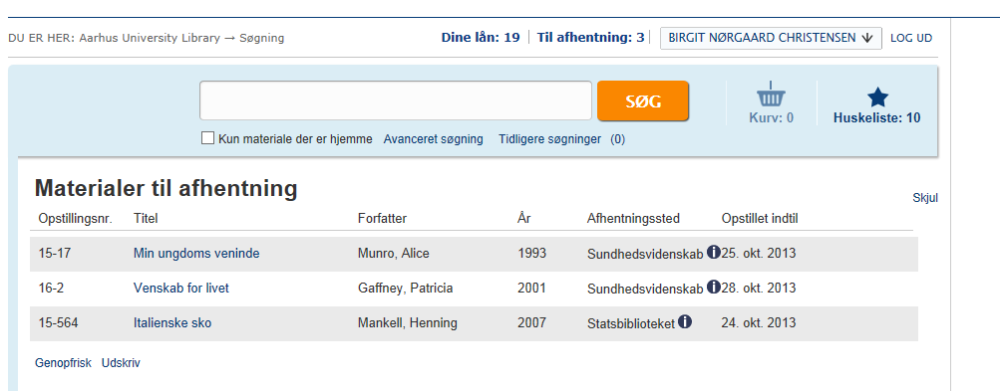 DU ER HER: Aarhus University Library → Søgning
Dine lån: 19 | Til afhentning: 3 | BIRGIT NØRGAARD CHRISTENSEN ↓ LOG UD
SØG
Kurv: 0
Huskeliste: 10
Kun materiale der er hjemme Avanceret søgning Tidligere søgninger (0)
Materialer til afhentning
Skjul
Opstillingsnr. Titel Forfatter År Afhentningssted Opstillet indtil
15-17 Min ungdoms veninde Munro, Alice 1993 Sundhedsvidenskab i 25. okt. 2013
16-2 Venskab for livet Gaffney, Patricia 2001 Sundhedsvidenskab i 28. okt. 2013
15-564 Italienske sko Mankell, Henning 2007 Statsbiblioteket i 24. okt. 2013
Genopfrisk Udskriv